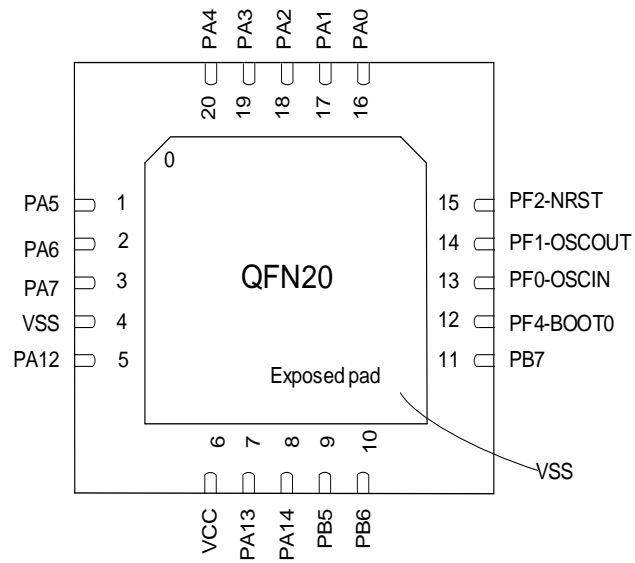 PA4 PA3 PA2 PA1 PA0
20 19 18 17 16
0
PA5 1 15 PF2-NRST
PA6 2 14 PF1-OSCOUT
PA7 3 QFN20 13 PF0-OSCIN
VSS 4 12 PF4-BOOT0
PA12 5 11 PB7
Exposed pad
6 7 8 9 10
VSS
VCC PA13 PA14 PB5 PB6